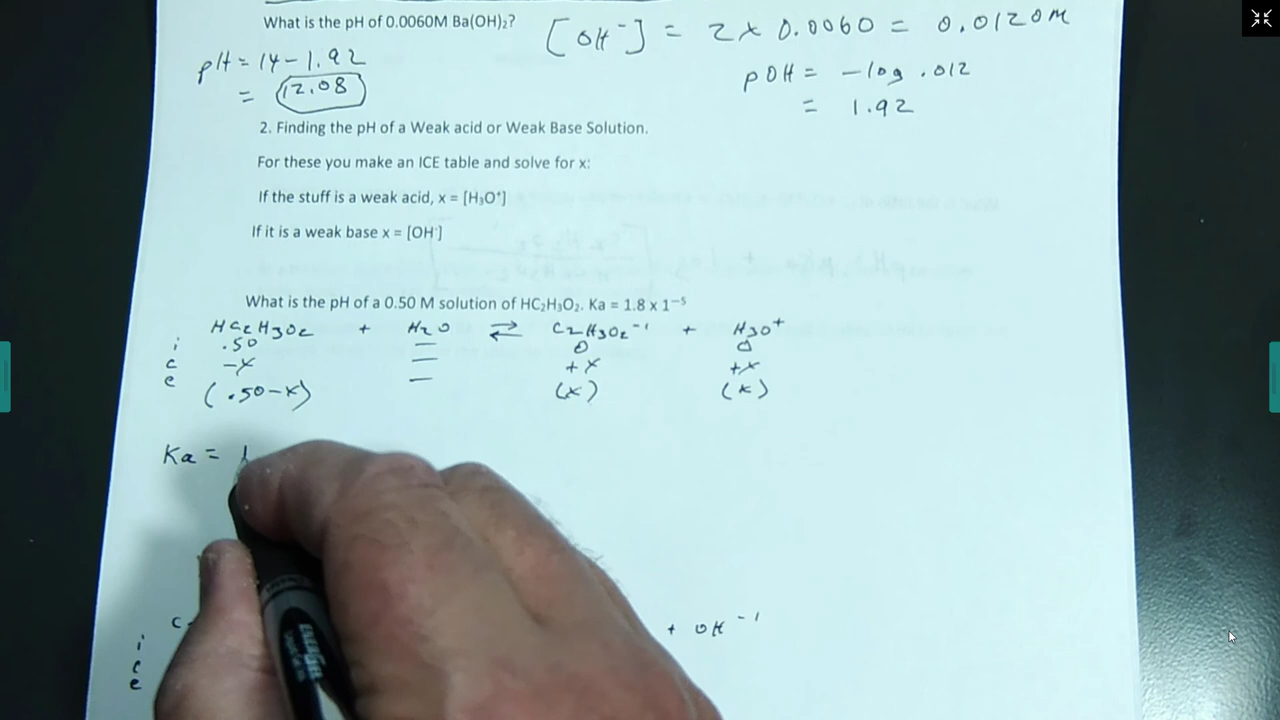 What is the pH of 0.0060M Ba(OH)₂?
[OH⁻] = 2 x 0.0060 = 0.0120M
pH = 14 - 1.92
= 12.08
pOH = -log .012
= 1.92
2. Finding the pH of a Weak acid or Weak Base Solution.
For these you make an ICE table and solve for x:
If the stuff is a weak acid, x = [H₃O⁺]
If it is a weak base x = [OH⁻]
What is the pH of a 0.50 M solution of HC₂H₃O₂. Ka = 1.8 x 1⁻⁵
HC₂H₃O₂ + H₂O ⇌ C₂H₃O₂⁻¹ + H₃O⁺
i .50 — 0 0
c -x — +x +x
e (.50-x) — (x) (x)
Ka =
C + OH⁻¹
i
c
e